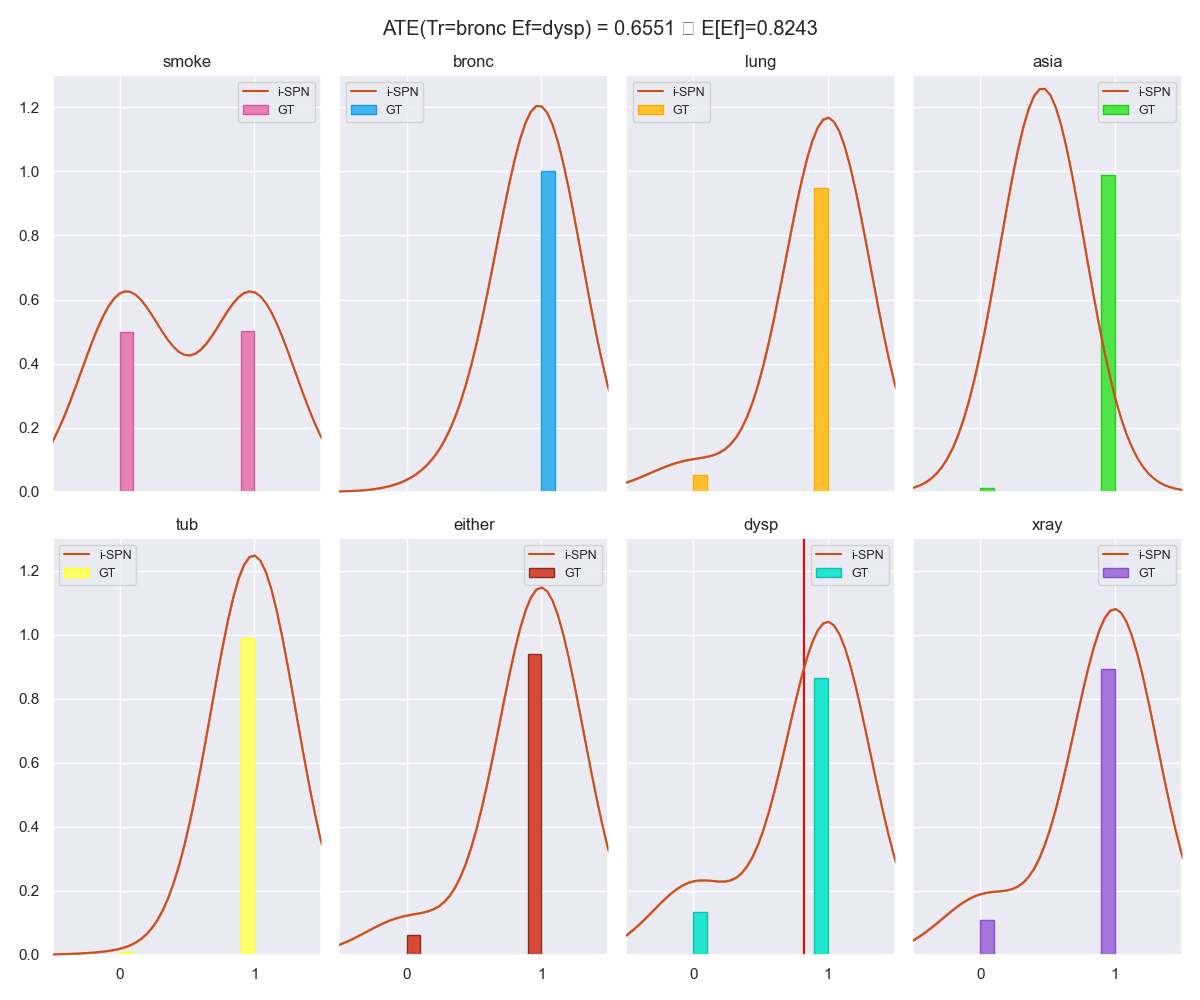 ATE(Tr=bronc Ef=dysp) = 0.6551 ▯ E[Ef]=0.8243
smoke
bronc
lung
asia
i-SPN
GT
i-SPN
GT
i-SPN
GT
i-SPN
GT
1.2
1.0
0.8
0.6
0.4
0.2
0.0
tub
either
dysp
xray
i-SPN
GT
i-SPN
GT
i-SPN
GT
i-SPN
GT
1.2
1.0
0.8
0.6
0.4
0.2
0.0
0 1
0 1
0 1
0 1